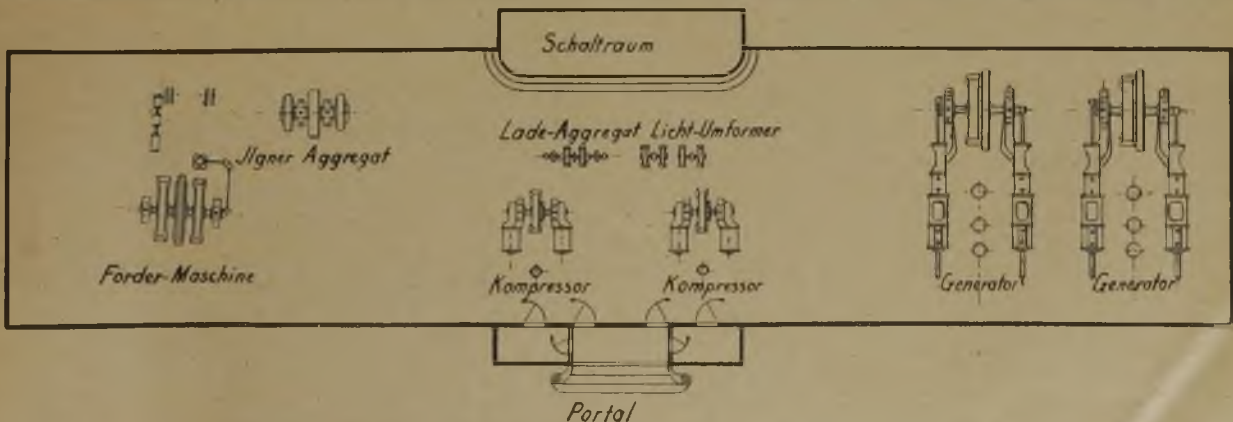 Schaltraum
Lade-Aggregat Licht-Umformer
Jlgner Aggregat
Forder-Maschine
Kompressor
Kompressor
Generator
Generator
Portal